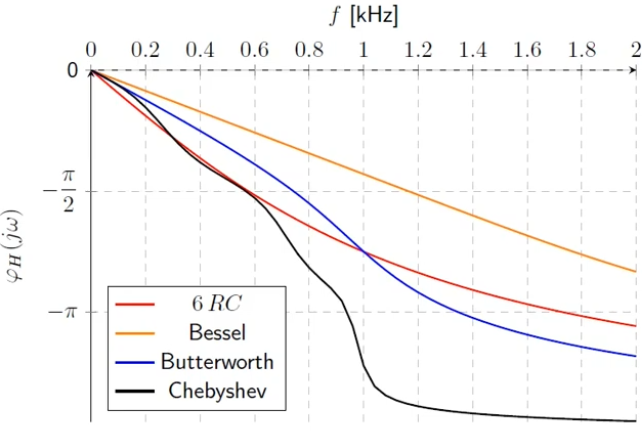 f [kHz]
0 0.2 0.4 0.6 0.8 1 1.2 1.4 1.6 1.8 2
0
−π/2
−π
φ_H(jω)
6 RC
Bessel
Butterworth
Chebyshev